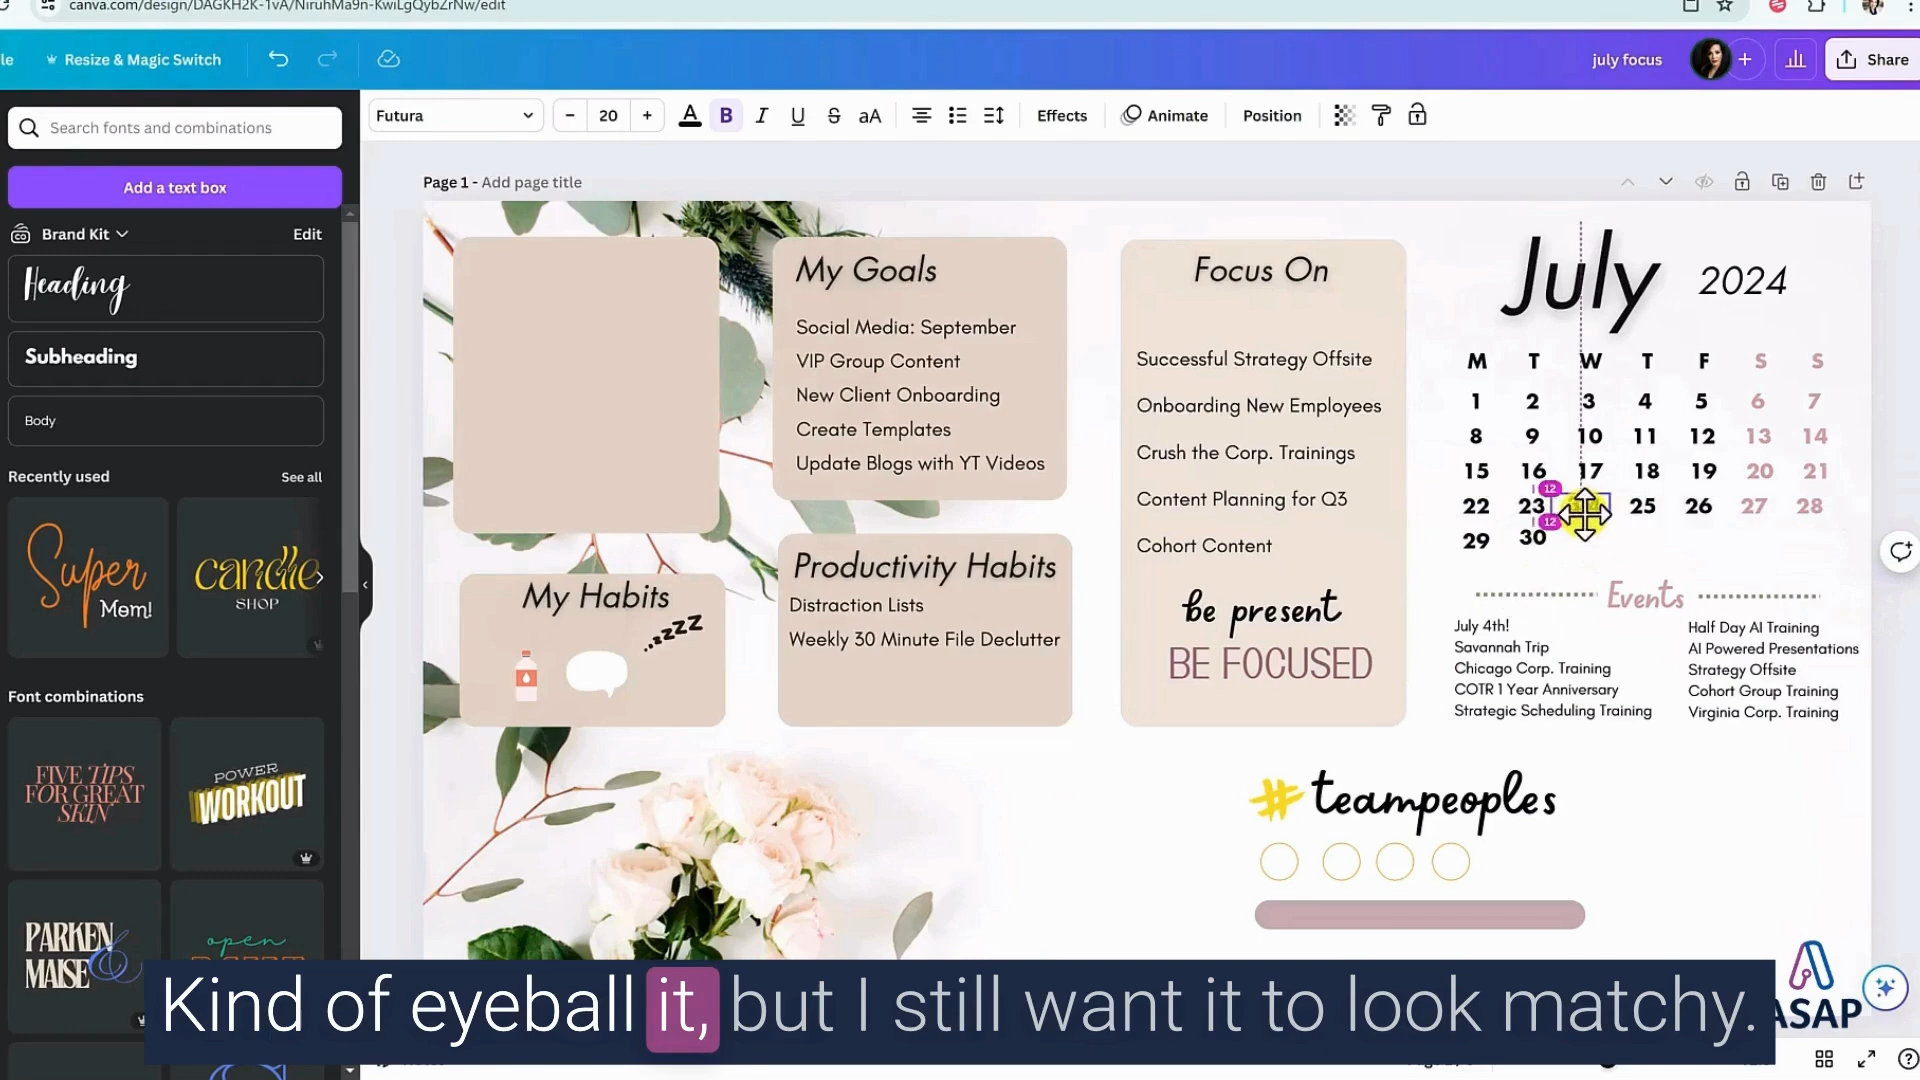 canva.com/design/DAGKH2K-1vA/NiruhMa9n-KwiLgQybZrNw/edit
le
Resize & Magic Switch
july focus
Share
Search fonts and combinations
Add a text box
Brand Kit
Edit
Heading
Subheading
Body
Recently used
See all
Super
Mom!
candle
SHOP
Font combinations
FIVE TIPS
FOR GREAT
SKIN
POWER
WORKOUT
PARKEN
MAISE &
open
Futura
20
aA
Effects
Animate
Position
Page 1 - Add page title
My Goals
Social Media: September
VIP Group Content
New Client Onboarding
Create Templates
Update Blogs with YT Videos
My Habits
zzzz
Productivity Habits
Distraction Lists
Weekly 30 Minute File Declutter
Focus On
Successful Strategy Offsite
Onboarding New Employees
Crush the Corp. Trainings
Content Planning for Q3
Cohort Content
be present
BE FOCUSED
July 2024
M T W T F S S
1 2 3 4 5 6 7
8 9 10 11 12 13 14
15 16 17 18 19 20 21
12
22 23 25 26 27 28
12
29 30
Events
July 4th!
Savannah Trip
Chicago Corp. Training
COTR 1 Year Anniversary
Strategic Scheduling Training
Half Day AI Training
AI Powered Presentations
Strategy Offsite
Cohort Group Training
Virginia Corp. Training
#teampeoples
ASAP
Kind of eyeball it, but I still want it to look matchy.